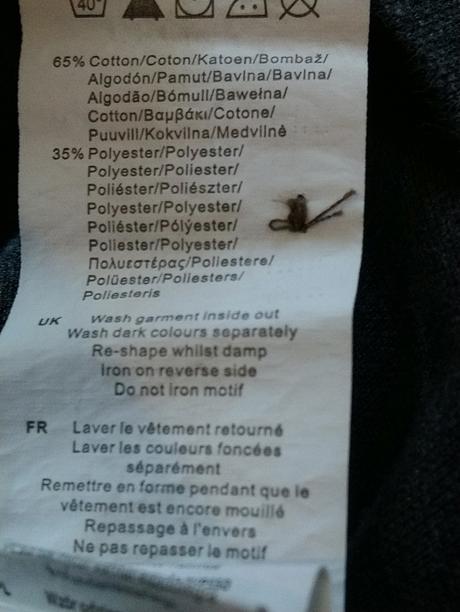 40°
65% Cotton/Coton/Katoen/Bombaž/
Algodón/Pamut/Bavlna/Bavlna/
Algodão/Bómull/Bawełna/
Cotton/Βαμβάκι/Cotone/
Puuvill/Kokvilna/Medvilnė
35% Polyester/Polyester/
Polyester/Poliester/
Poliéster/Poliészter/
Polyester/Polyester/
Poliéster/Pólýester/
Poliester/Polyester/
Πολυεστέρας/Poliestere/
Polüester/Poliesters/
Poliesteris
UK Wash garment inside out
Wash dark colours separately
Re-shape whilst damp
Iron on reverse side
Do not iron motif
FR Laver le vêtement retourné
Laver les couleurs foncées
séparément
Remettre en forme pendant que le
vêtement est encore mouillé
Repassage à l'envers
Ne pas repasser le motif